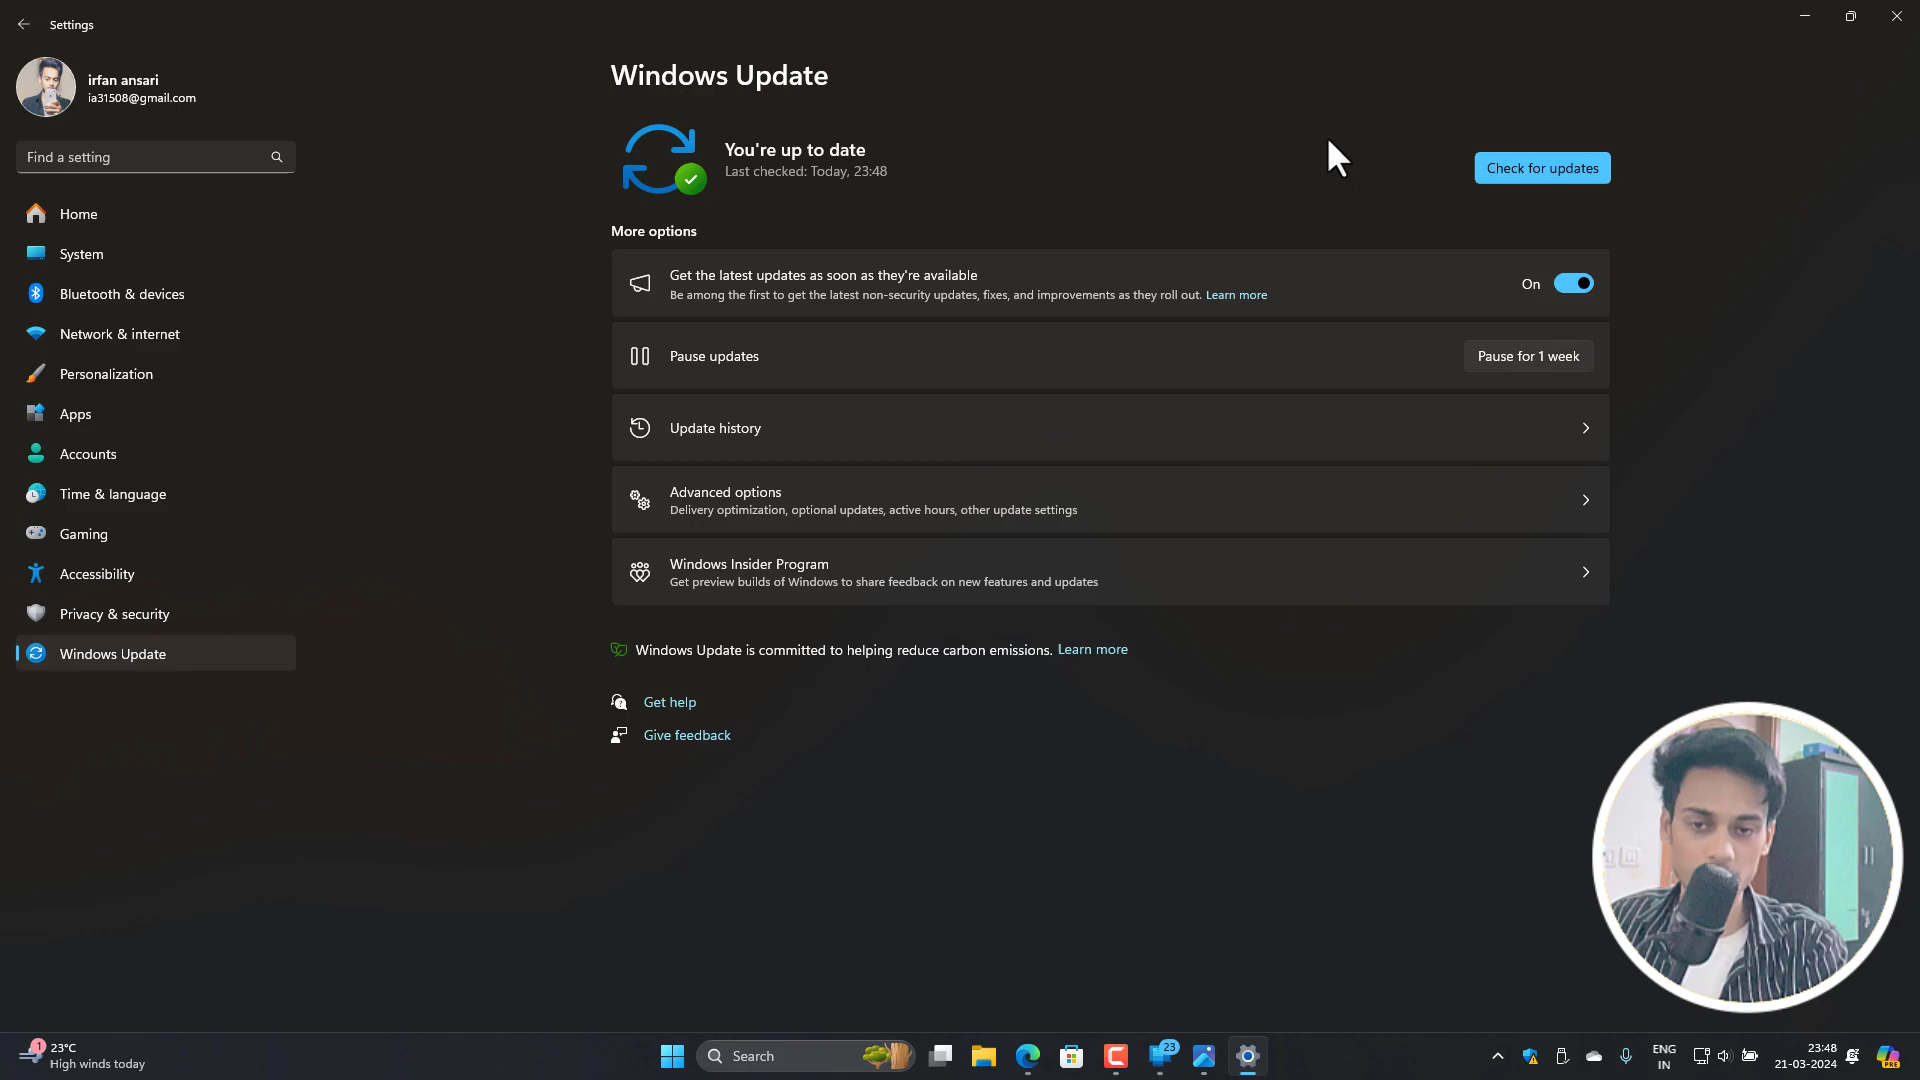 Settings
irfan ansari
ia31508@gmail.com
Find a setting
Home
System
Bluetooth & devices
Network & internet
Personalization
Apps
Accounts
Time & language
Gaming
Accessibility
Privacy & security
Windows Update
Windows Update
You're up to date
Last checked: Today, 23:48
Check for updates
More options
Get the latest updates as soon as they're available
Be among the first to get the latest non-security updates, fixes, and improvements as they roll out. Learn more
On
Pause updates
Pause for 1 week
Update history
Advanced options
Delivery optimization, optional updates, active hours, other update settings
Windows Insider Program
Get preview builds of Windows to share feedback on new features and updates
Windows Update is committed to helping reduce carbon emissions. Learn more
Get help
Give feedback
1
23°C
High winds today
Search
23
ENG
IN
23:48
21-03-2024
PRE